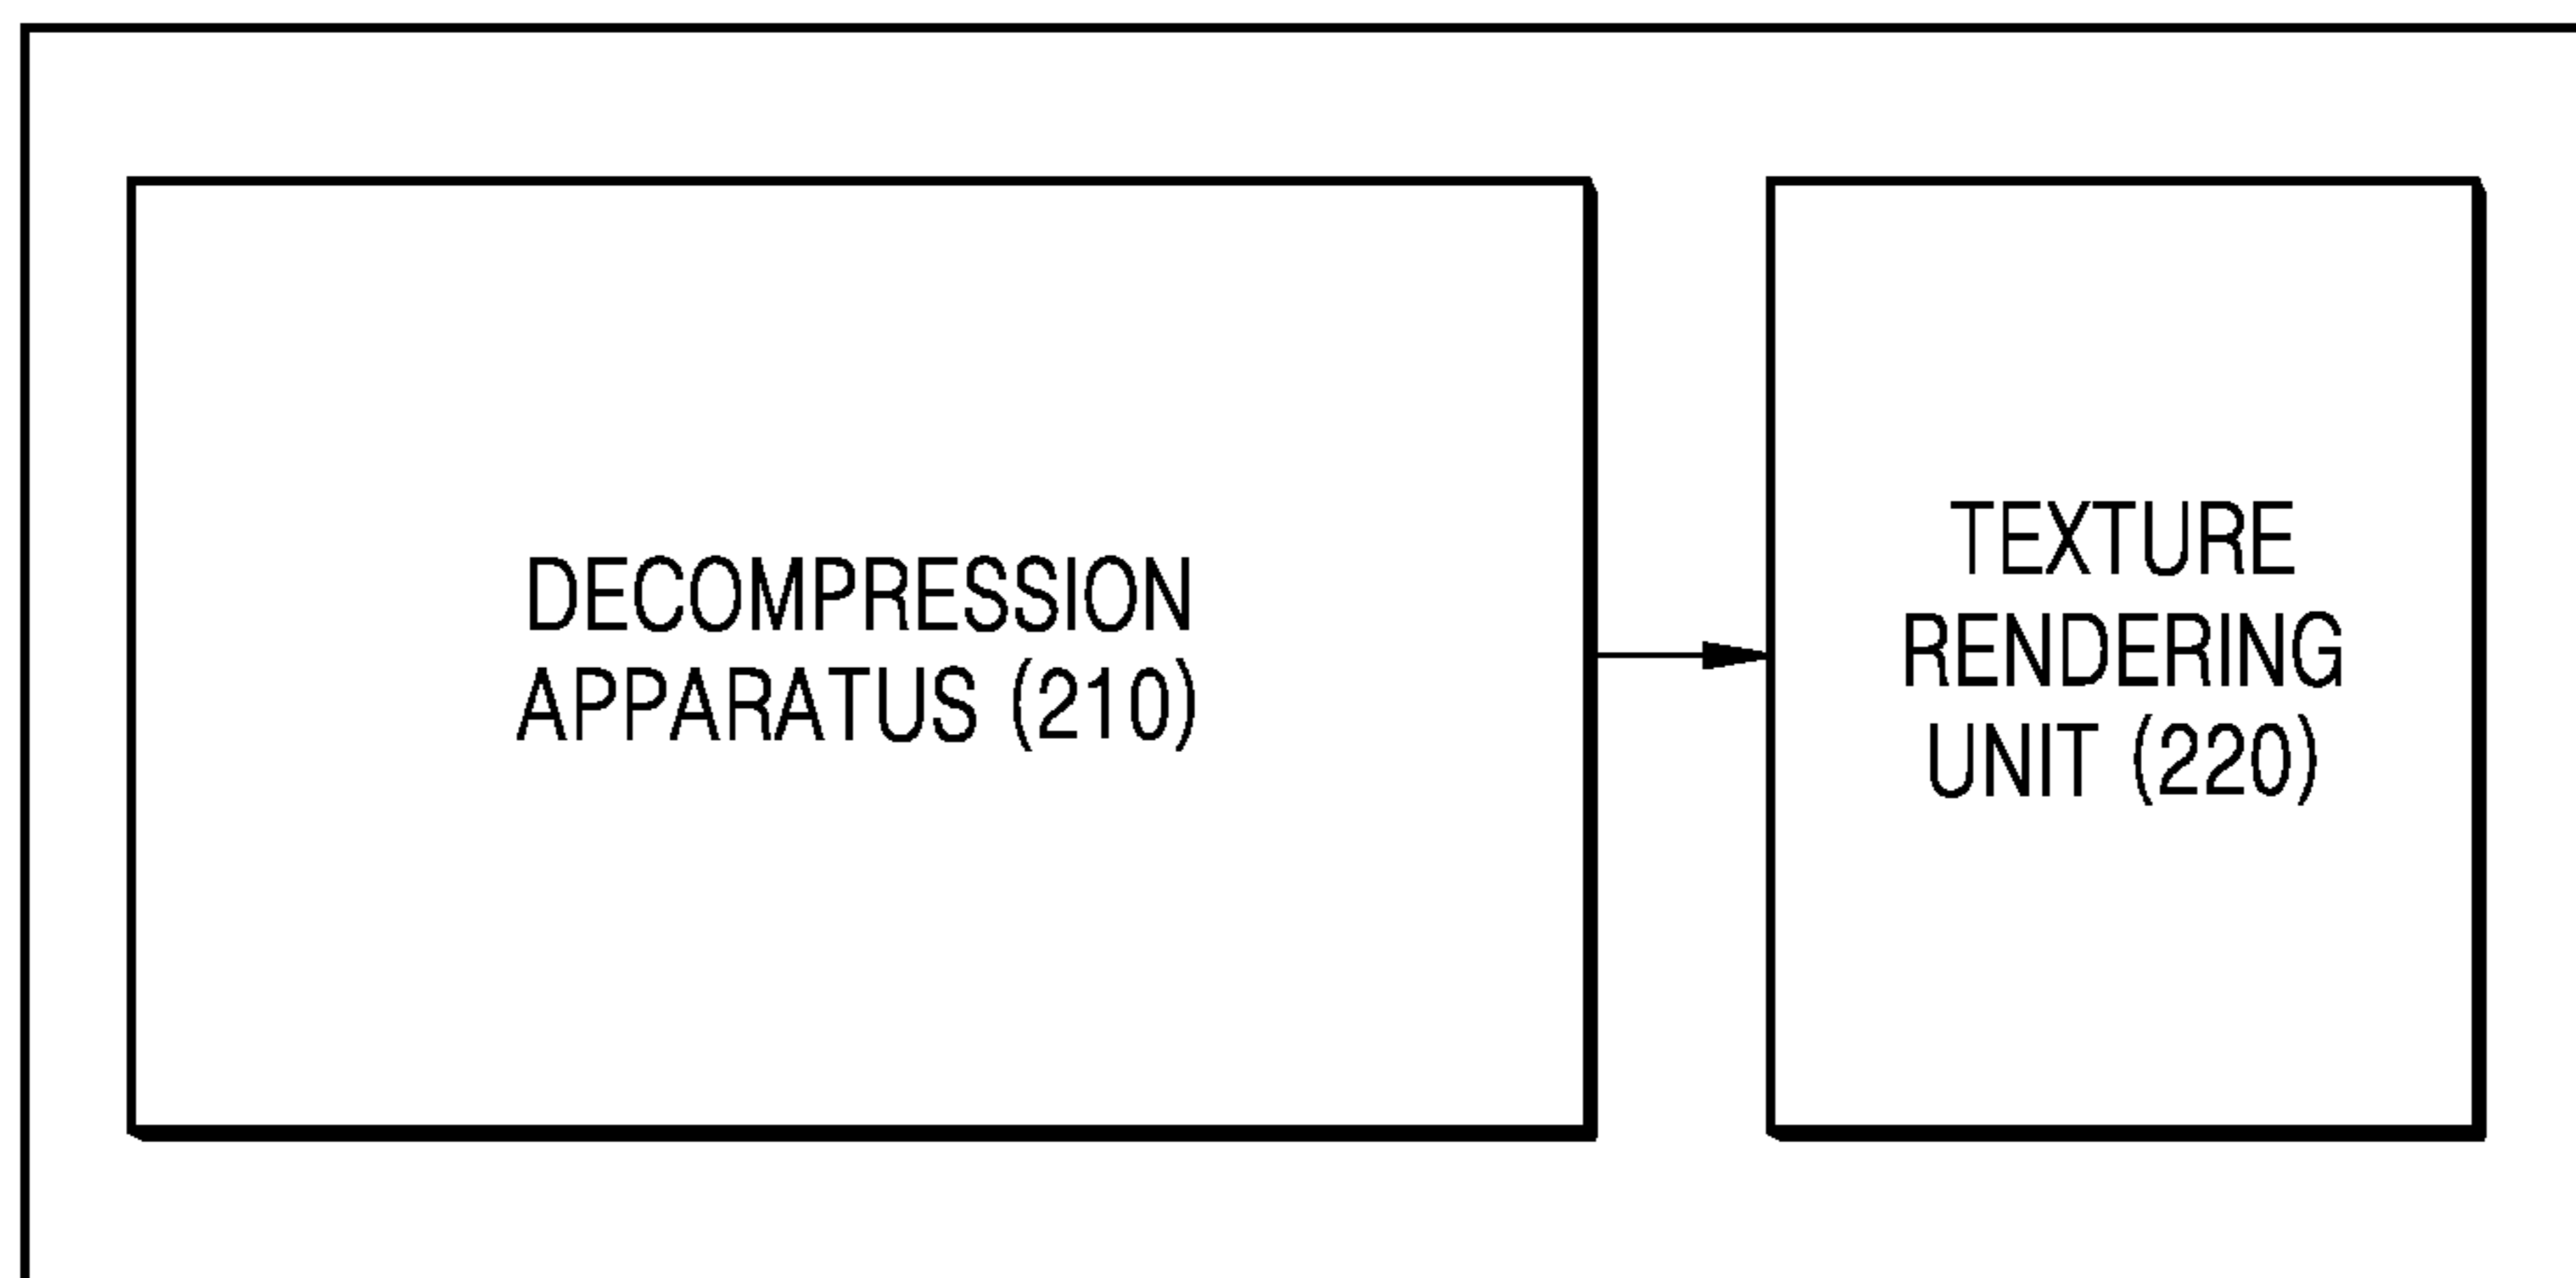 DECOMPRESSION
APPARATUS (210)
TEXTURE
RENDERING
UNIT (220)